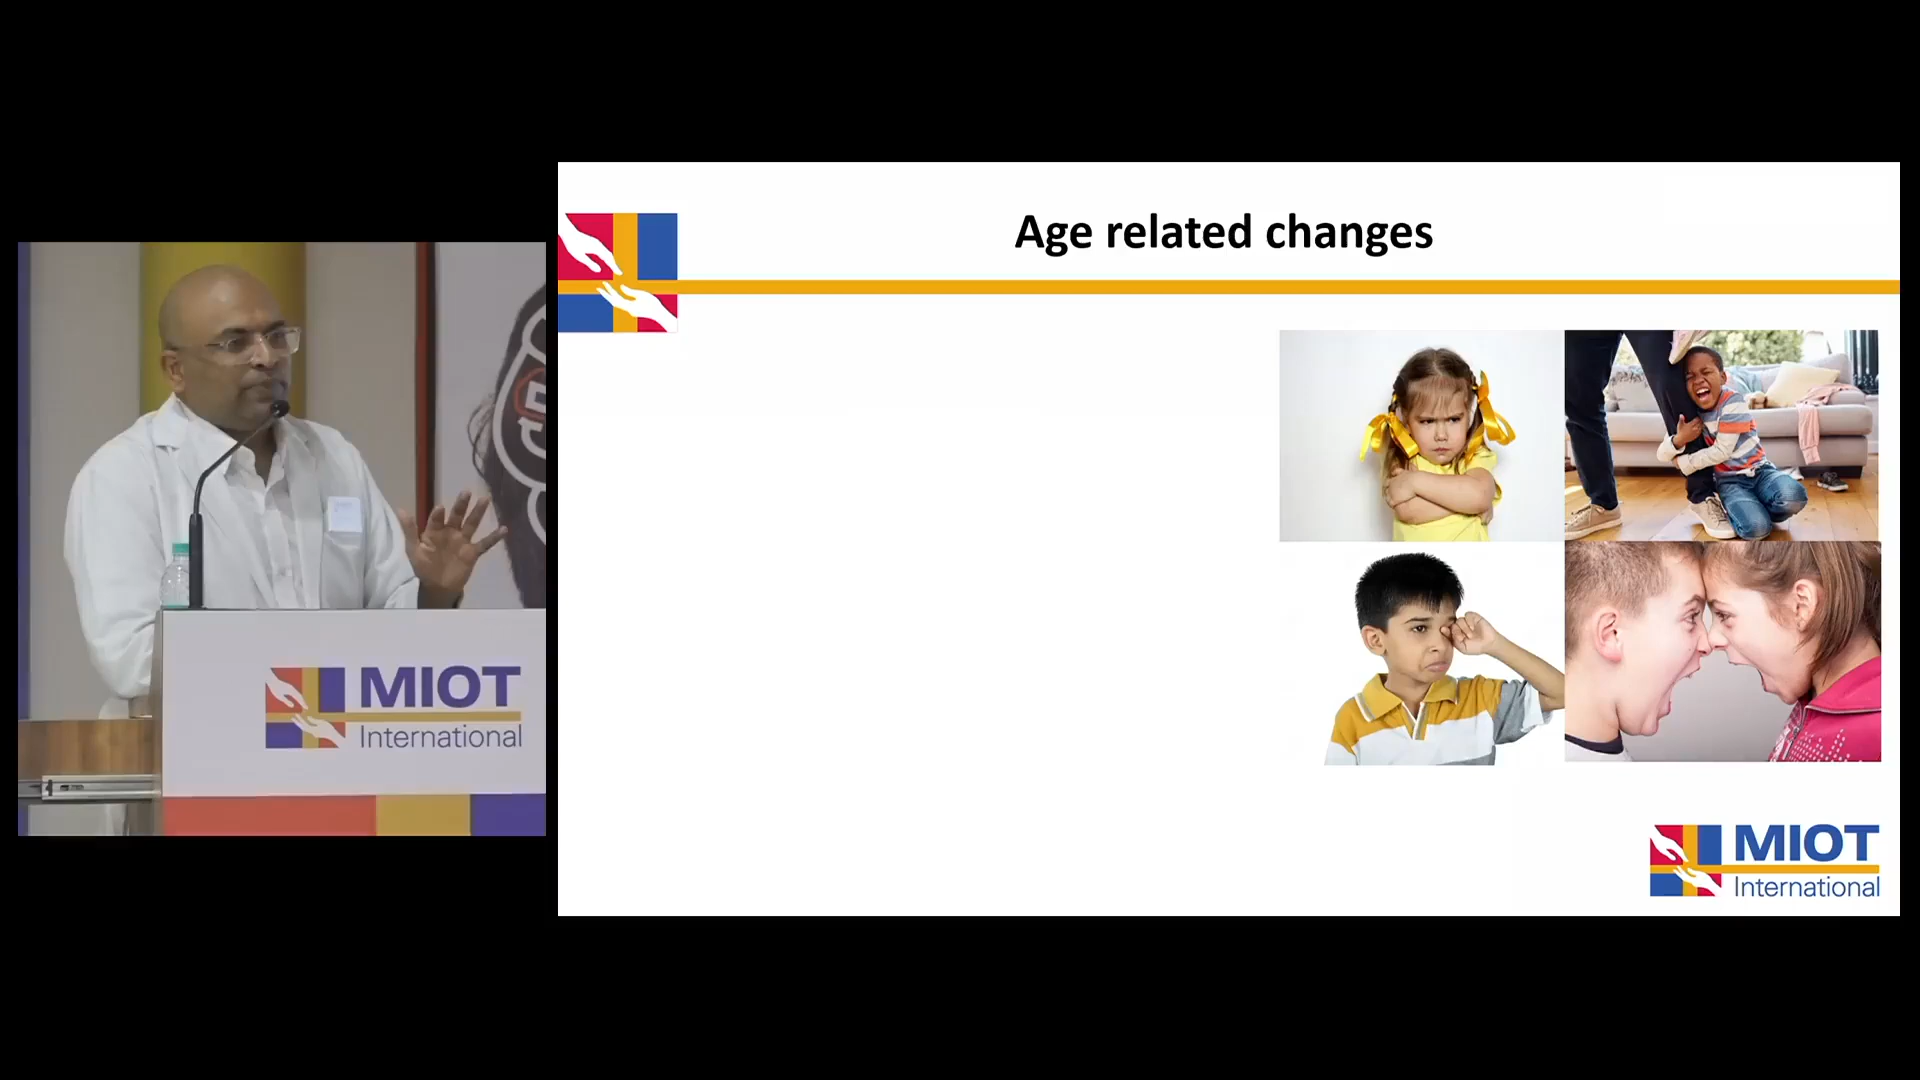 Age related changes
MIOT
International
MIOT
International